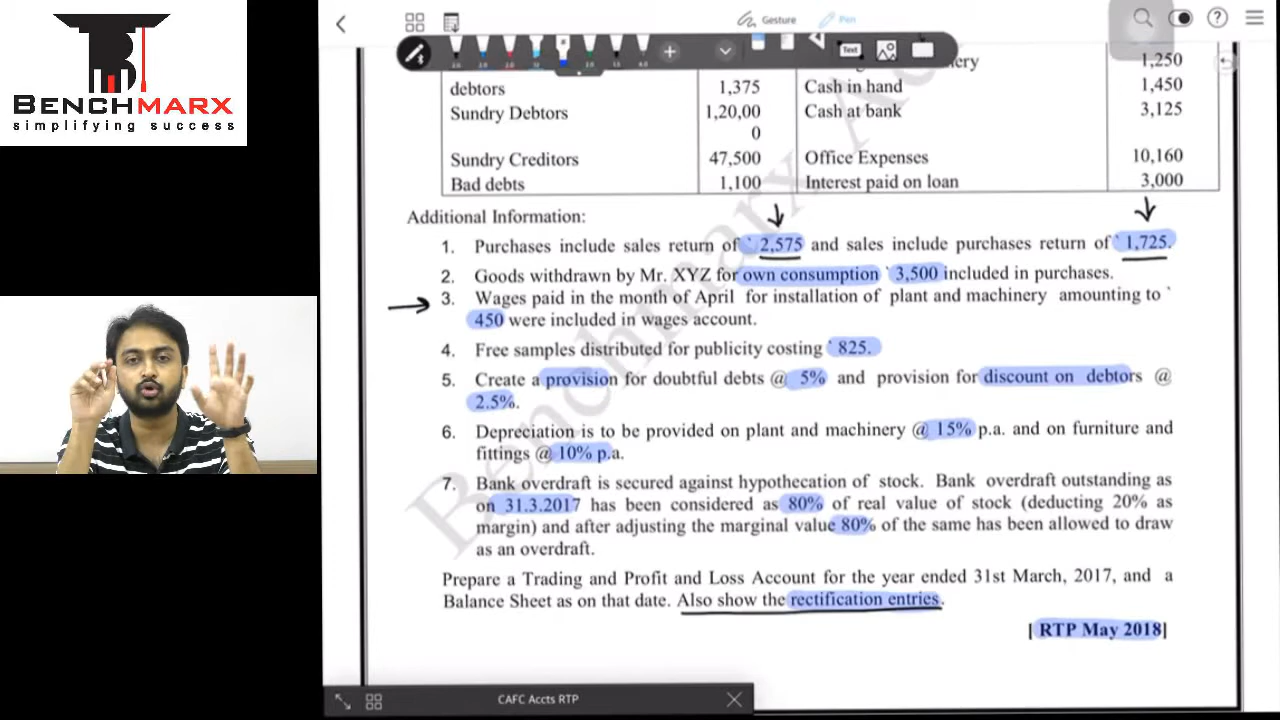 BENCHMARX
simplifying success
Gesture
Pen
Text
ery 1,250
debtors 1,375 Cash in hand 1,450
Sundry Debtors 1,20,00 Cash at bank 3,125
0
Sundry Creditors 47,500 Office Expenses 10,160
Bad debts 1,100 Interest paid on loan 3,000
Additional Information:
1. Purchases include sales return of ` 2,575 and sales include purchases return of ` 1,725.
2. Goods withdrawn by Mr. XYZ for own consumption ` 3,500 included in purchases.
3. Wages paid in the month of April for installation of plant and machinery amounting to `
450 were included in wages account.
4. Free samples distributed for publicity costing ` 825.
5. Create a provision for doubtful debts @ 5% and provision for discount on debtors @
2.5%.
6. Depreciation is to be provided on plant and machinery @ 15% p.a. and on furniture and
fittings @ 10% p.a.
7. Bank overdraft is secured against hypothecation of stock. Bank overdraft outstanding as
on 31.3.2017 has been considered as 80% of real value of stock (deducting 20% as
margin) and after adjusting the marginal value 80% of the same has been allowed to draw
as an overdraft.
Prepare a Trading and Profit and Loss Account for the year ended 31st March, 2017, and a
Balance Sheet as on that date. Also show the rectification entries.
[ RTP May 2018]
Benchmarx A
CAFC Accts RTP